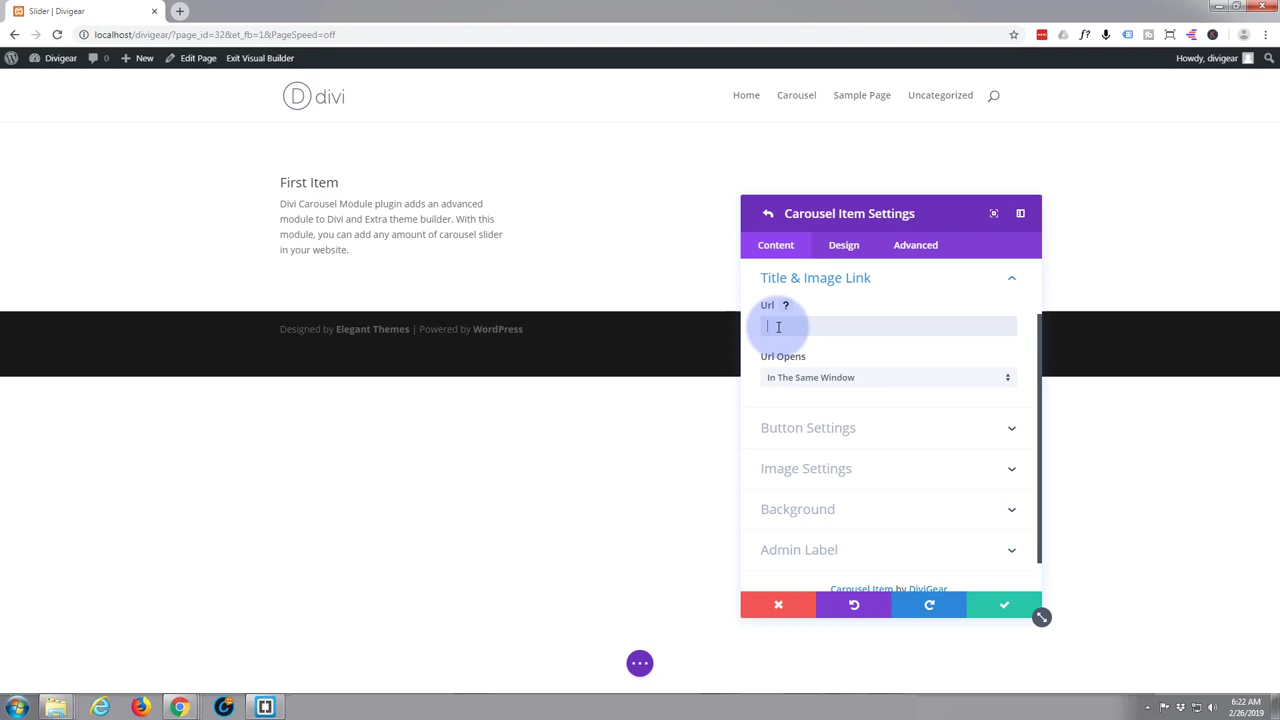 Slider | Divigear
localhost/divigear/?page_id=32&et_fb=1&PageSpeed=off
Divigear 0 New Edit Page Exit Visual Builder Howdy, divigear
D divi
Home Carousel Sample Page Uncategorized
First Item
Divi Carousel Module plugin adds an advanced
module to Divi and Extra theme builder. With this
module, you can add any amount of carousel slider
in your website.
Designed by Elegant Themes | Powered by WordPress
Carousel Item Settings
Content Design Advanced
Title & Image Link
Url ?
Url Opens
In The Same Window
Button Settings
Image Settings
Background
Admin Label
Carousel Item by DiviGear
6:22 AM
2/26/2019